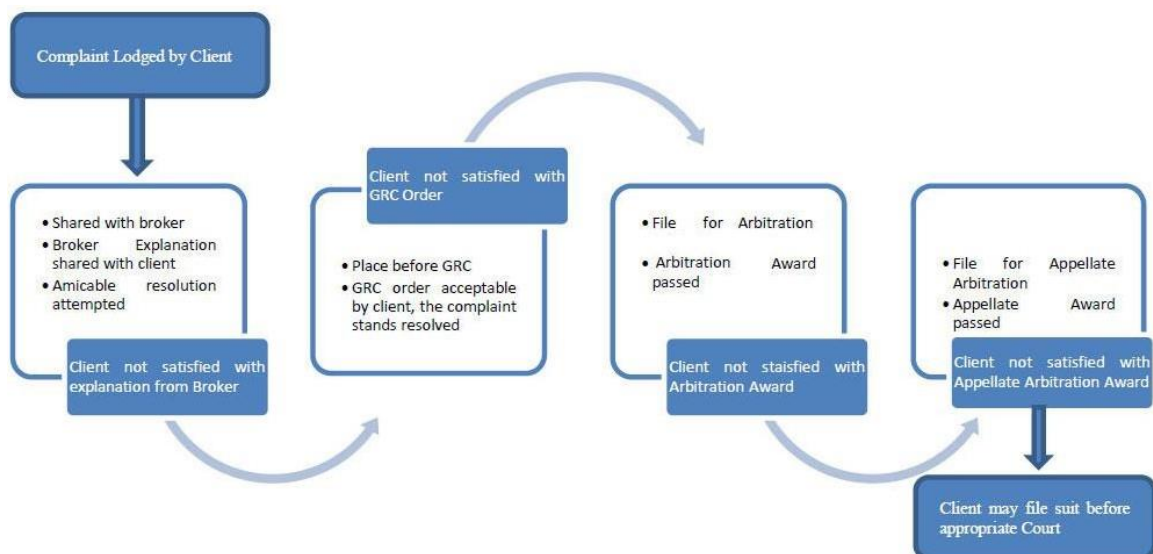 Complaint Lodged by Client
• Shared with broker
• Broker Explanation
shared with client
• Amicable resolution
attempted
Client not satisfied with
explanation from Broker
Client not satisfied with
GRC Order
• Place before GRC
• GRC order acceptable
by client, the complaint
stands resolved
• File for Arbitration
• Arbitration Award
passed
Client not staisfied with
Arbitration Award
• File for Appellate
Arbitration
• Appellate Award
passed
Client not satisfied with
Appellate Arbitration Award
Client may file suit before
appropriate Court